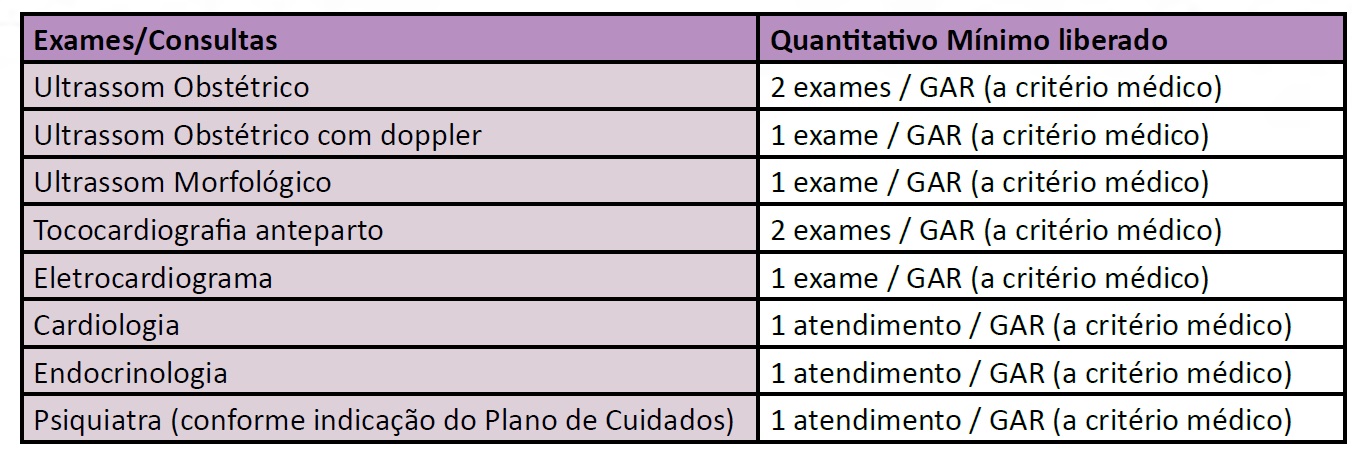 Exames/Consultas Quantitativo Mínimo liberado
Ultrassom Obstétrico 2 exames / GAR (a critério médico)
Ultrassom Obstétrico com doppler 1 exame / GAR (a critério médico)
Ultrassom Morfológico 1 exame / GAR (a critério médico)
Tococardiografia anteparto 2 exames / GAR (a critério médico)
Eletrocardiograma 1 exame / GAR (a critério médico)
Cardiologia 1 atendimento / GAR (a critério médico)
Endocrinologia 1 atendimento / GAR (a critério médico)
Psiquiatra (conforme indicação do Plano de Cuidados) 1 atendimento / GAR (a critério médico)